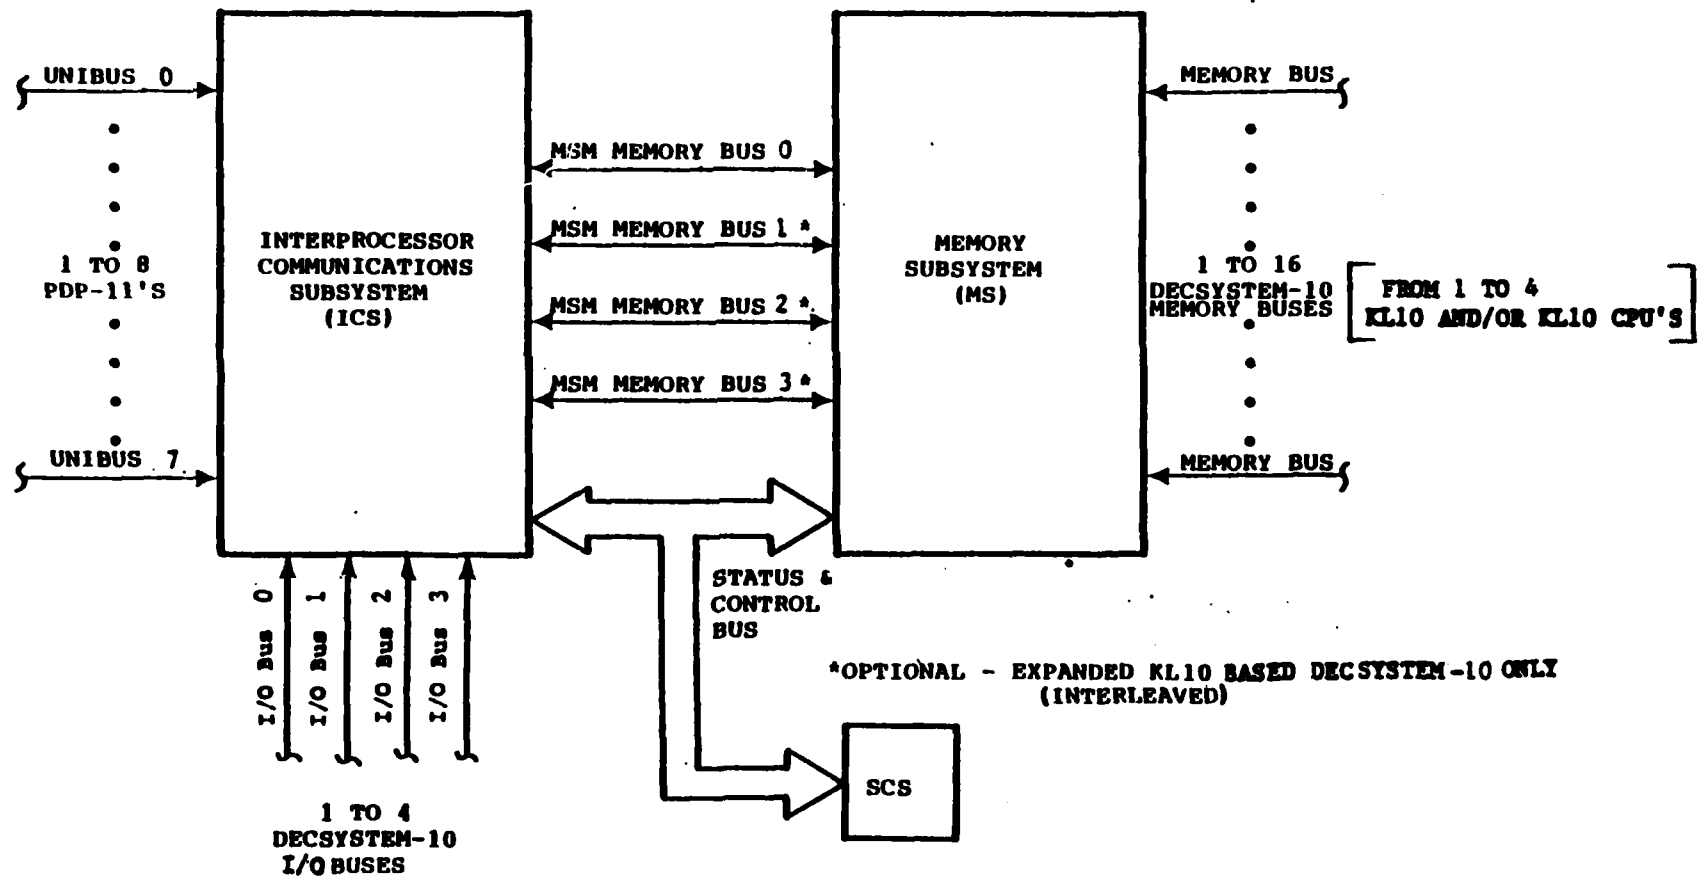 UNIBUS 0
1 TO 8
PDP-11'S
UNIBUS 7
INTERPROCESSOR
COMMUNICATIONS
SUBSYSTEM
(ICS)
MSM MEMORY BUS 0
MSM MEMORY BUS 1 *
MSM MEMORY BUS 2 *
MSM MEMORY BUS 3 *
MEMORY
SUBSYSTEM
(MS)
MEMORY BUS
1 TO 16
DECSYSTEM-10
MEMORY BUSES
FROM 1 TO 4
KL10 AND/OR KL10 CPU'S
MEMORY BUS
I/O Bus 0
I/O Bus 1
I/O Bus 2
I/O Bus 3
1 TO 4
DECSYSTEM-10
I/O BUSES
STATUS &
CONTROL
BUS
*OPTIONAL - EXPANDED KL10 BASED DECSYSTEM-10 ONLY
(INTERLEAVED)
SCS